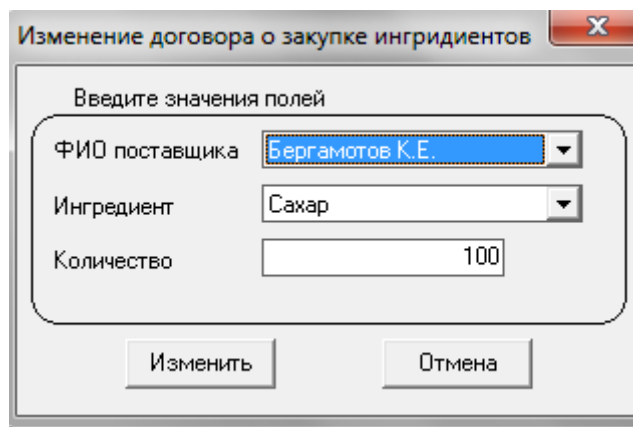 Изменение договора о закупке ингридиентов
Введите значения полей
ФИО поставщика Бергамотов К.Е.
Ингредиент Сахар
Количество 100
Изменить Отмена